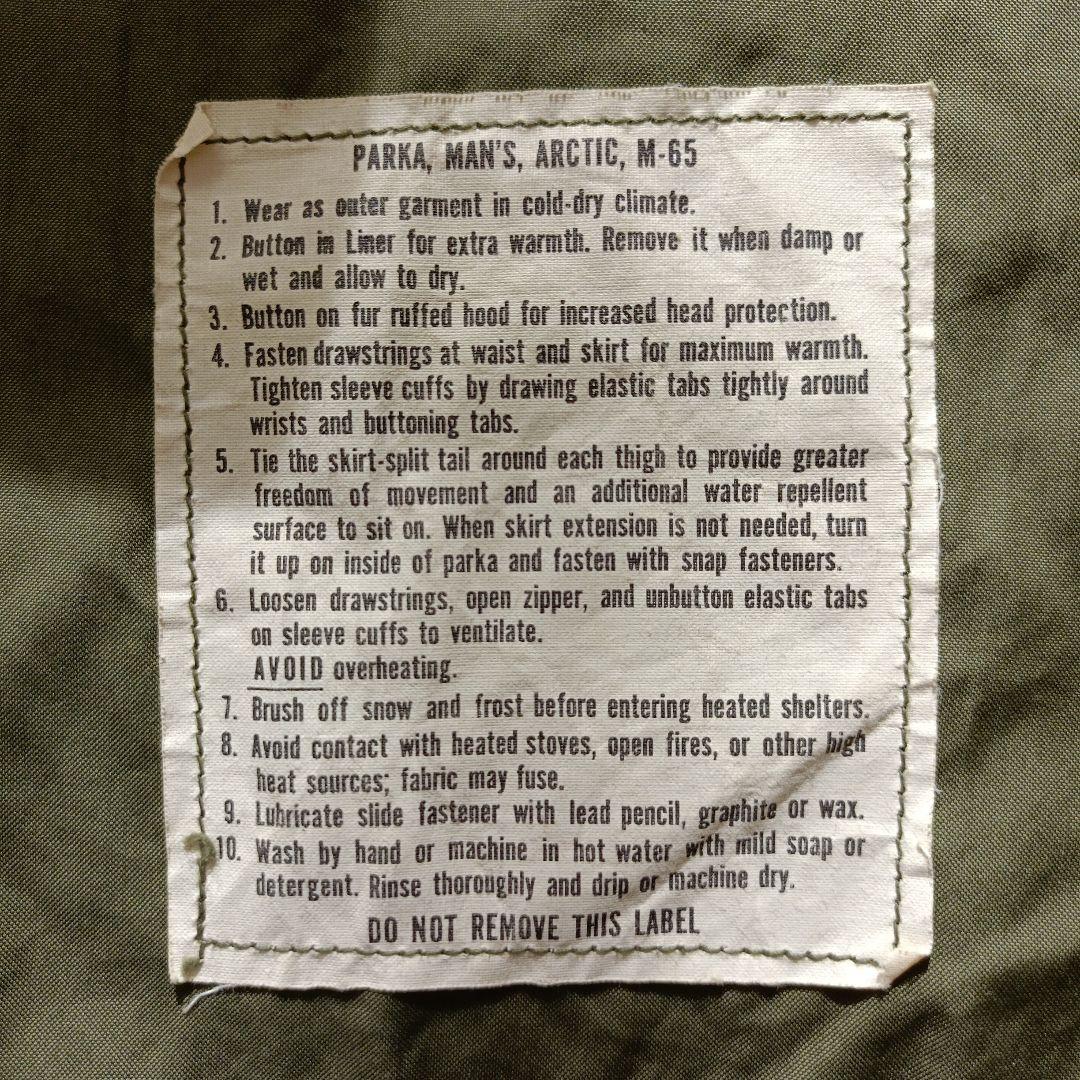 PARKA, MAN'S, ARCTIC, M-65
1. Wear as outer garment in cold-dry climate.
2. Button in Liner for extra warmth. Remove it when damp or
wet and allow to dry.
3. Button on fur ruffed hood for increased head protection.
4. Fasten drawstrings at waist and skirt for maximum warmth.
Tighten sleeve cuffs by drawing elastic tabs tightly around
wrists and buttoning tabs.
5. Tie the skirt-split tail around each thigh to provide greater
freedom of movement and an additional water repellent
surface to sit on. When skirt extension is not needed, turn
it up on inside of parka and fasten with snap fasteners.
6. Loosen drawstrings, open zipper, and unbutton elastic tabs
on sleeve cuffs to ventilate.
AVOID overheating.
7. Brush off snow and frost before entering heated shelters.
8. Avoid contact with heated stoves, open fires, or other high
heat sources; fabric may fuse.
9. Lubricate slide fastener with lead pencil, graphite or wax.
10. Wash by hand or machine in hot water with mild soap or
detergent. Rinse thoroughly and drip or machine dry.
DO NOT REMOVE THIS LABEL